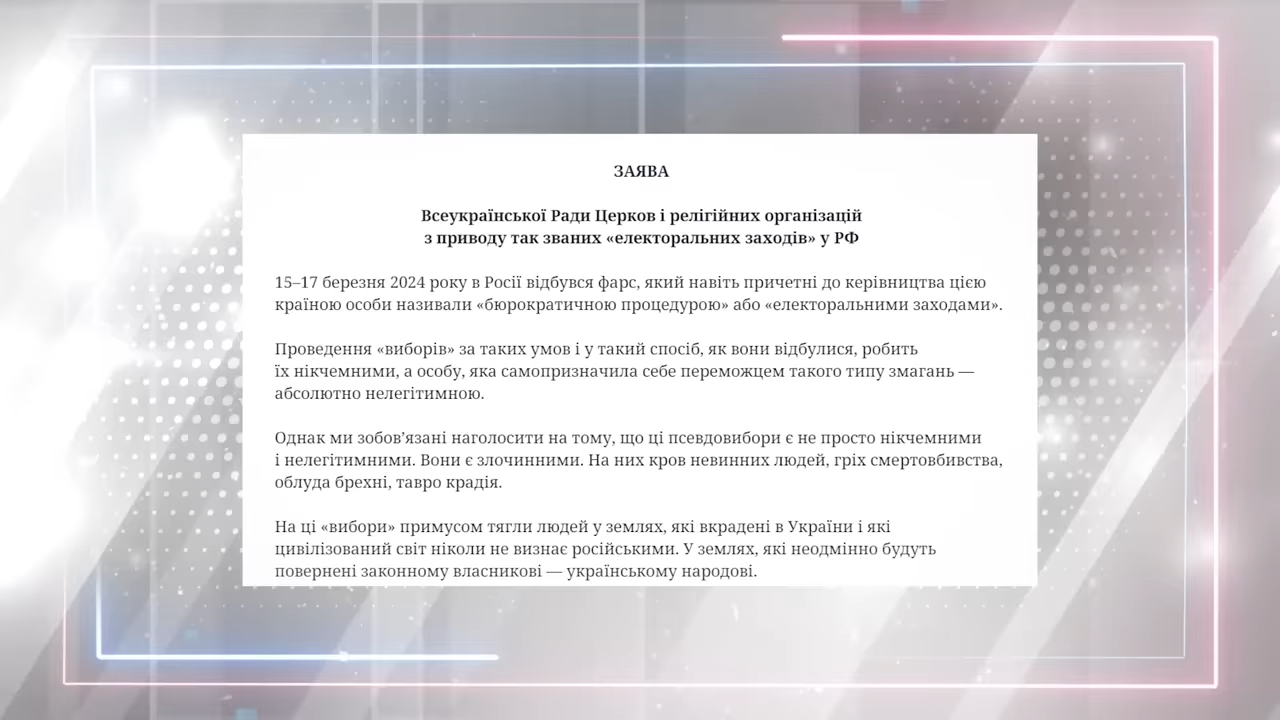 ЗАЯВА
Всеукраїнської Ради Церков і релігійних організацій
з приводу так званих «електоральних заходів» у РФ
15–17 березня 2024 року в Росії відбувся фарс, який навіть причетні до керівництва цією
країною особи називали «бюрократичною процедурою» або «електоральними заходами».
Проведення «виборів» за таких умов і у такий спосіб, як вони відбулися, робить
їх нікчемними, а особу, яка самопризначила себе переможцем такого типу змагань —
абсолютно нелегітимною.
Однак ми зобов’язані наголосити на тому, що ці псевдовибори є не просто нікчемними
і нелегітимними. Вони є злочинними. На них кров невинних людей, гріх смертовбивства,
облуда брехні, тавро крадія.
На ці «вибори» примусом тягли людей у землях, які вкрадені в України і які
цивілізований світ ніколи не визнає російськими. У землях, які неодмінно будуть
повернені законному власникові — українському народові.